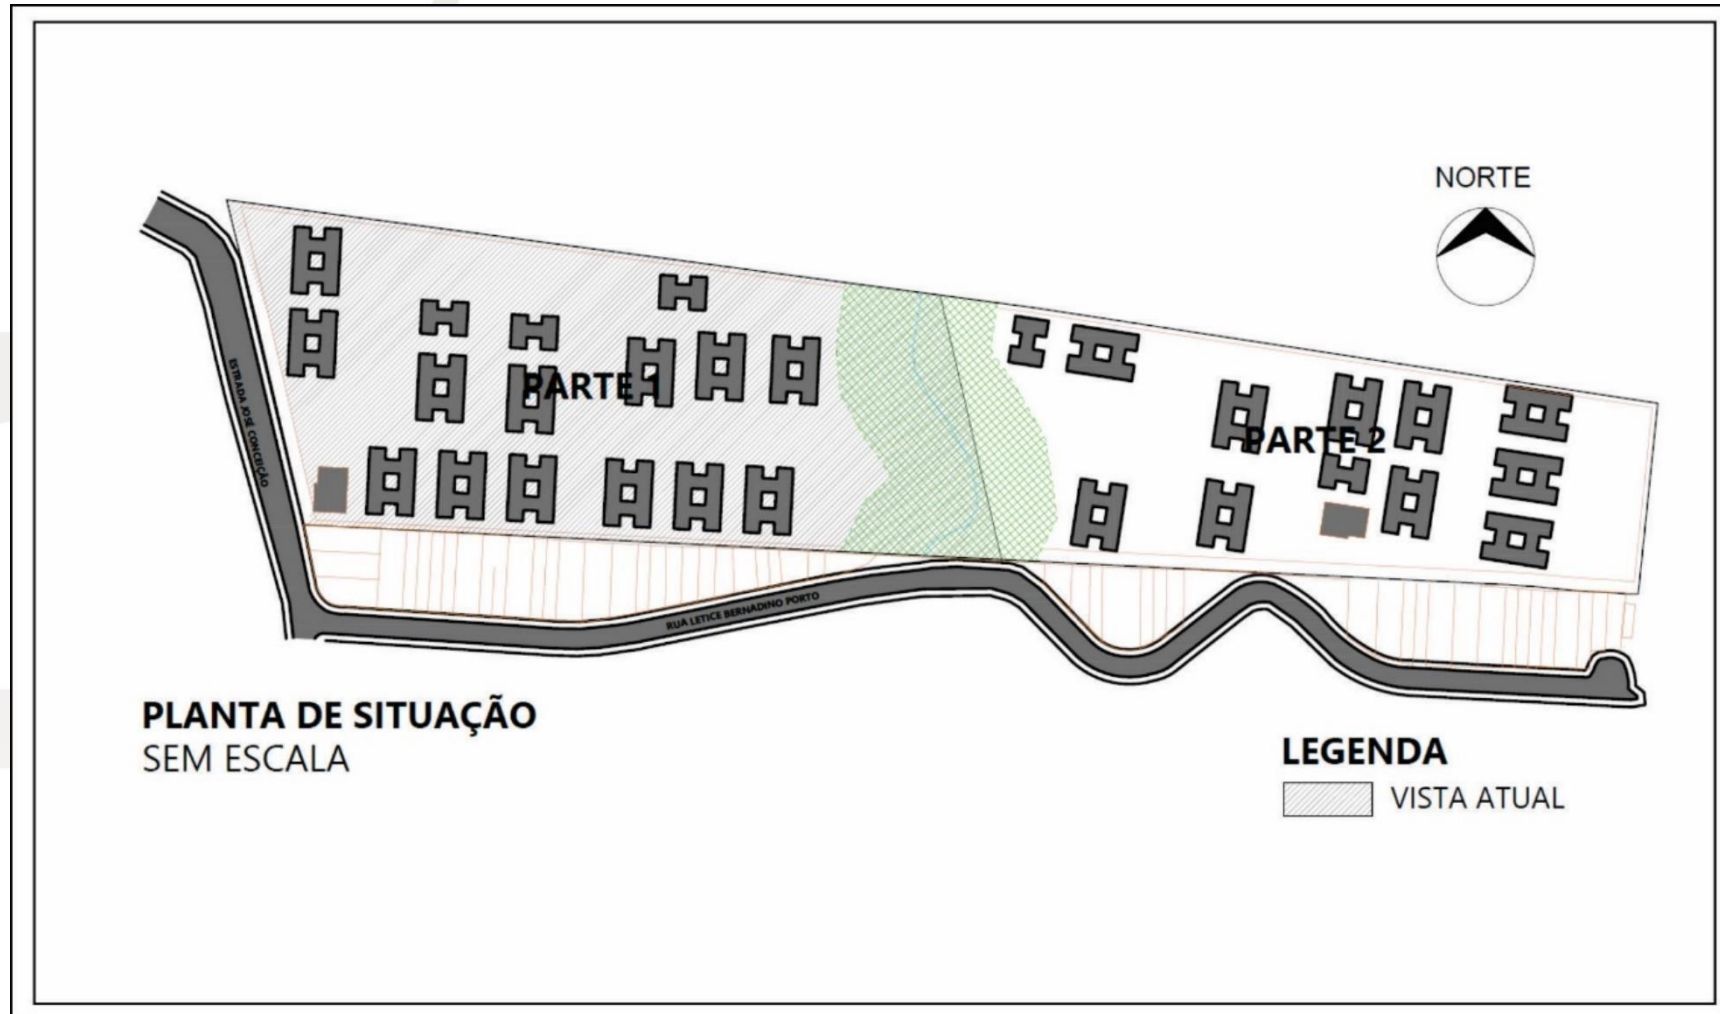 NORTE
PARTE 1
PARTE 2
ESTRADA JOSÉ CONCEIÇÃO
RUA LETICE BERNADINO PORTO
PLANTA DE SITUAÇÃO
SEM ESCALA
LEGENDA
VISTA ATUAL